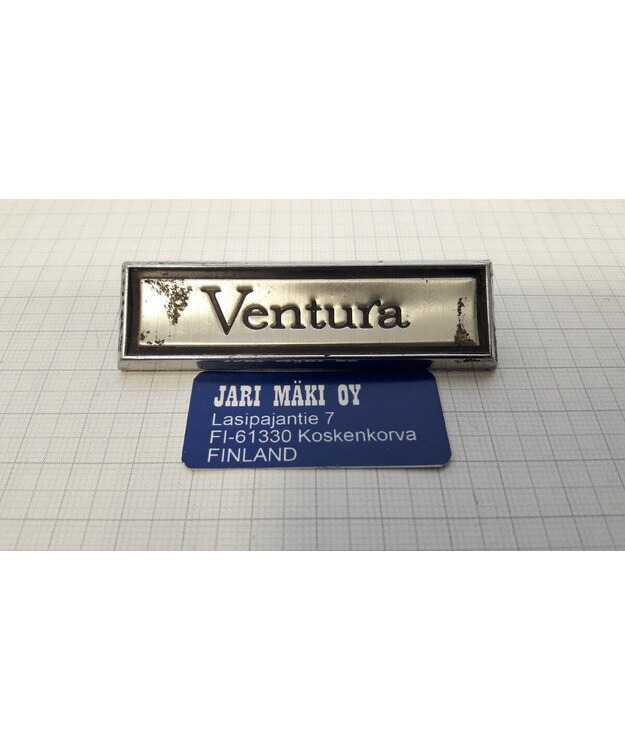 Ventura
JARI MÄKI OY
Lasipajantie 7
FI-61330 Koskenkorva
FINLAND